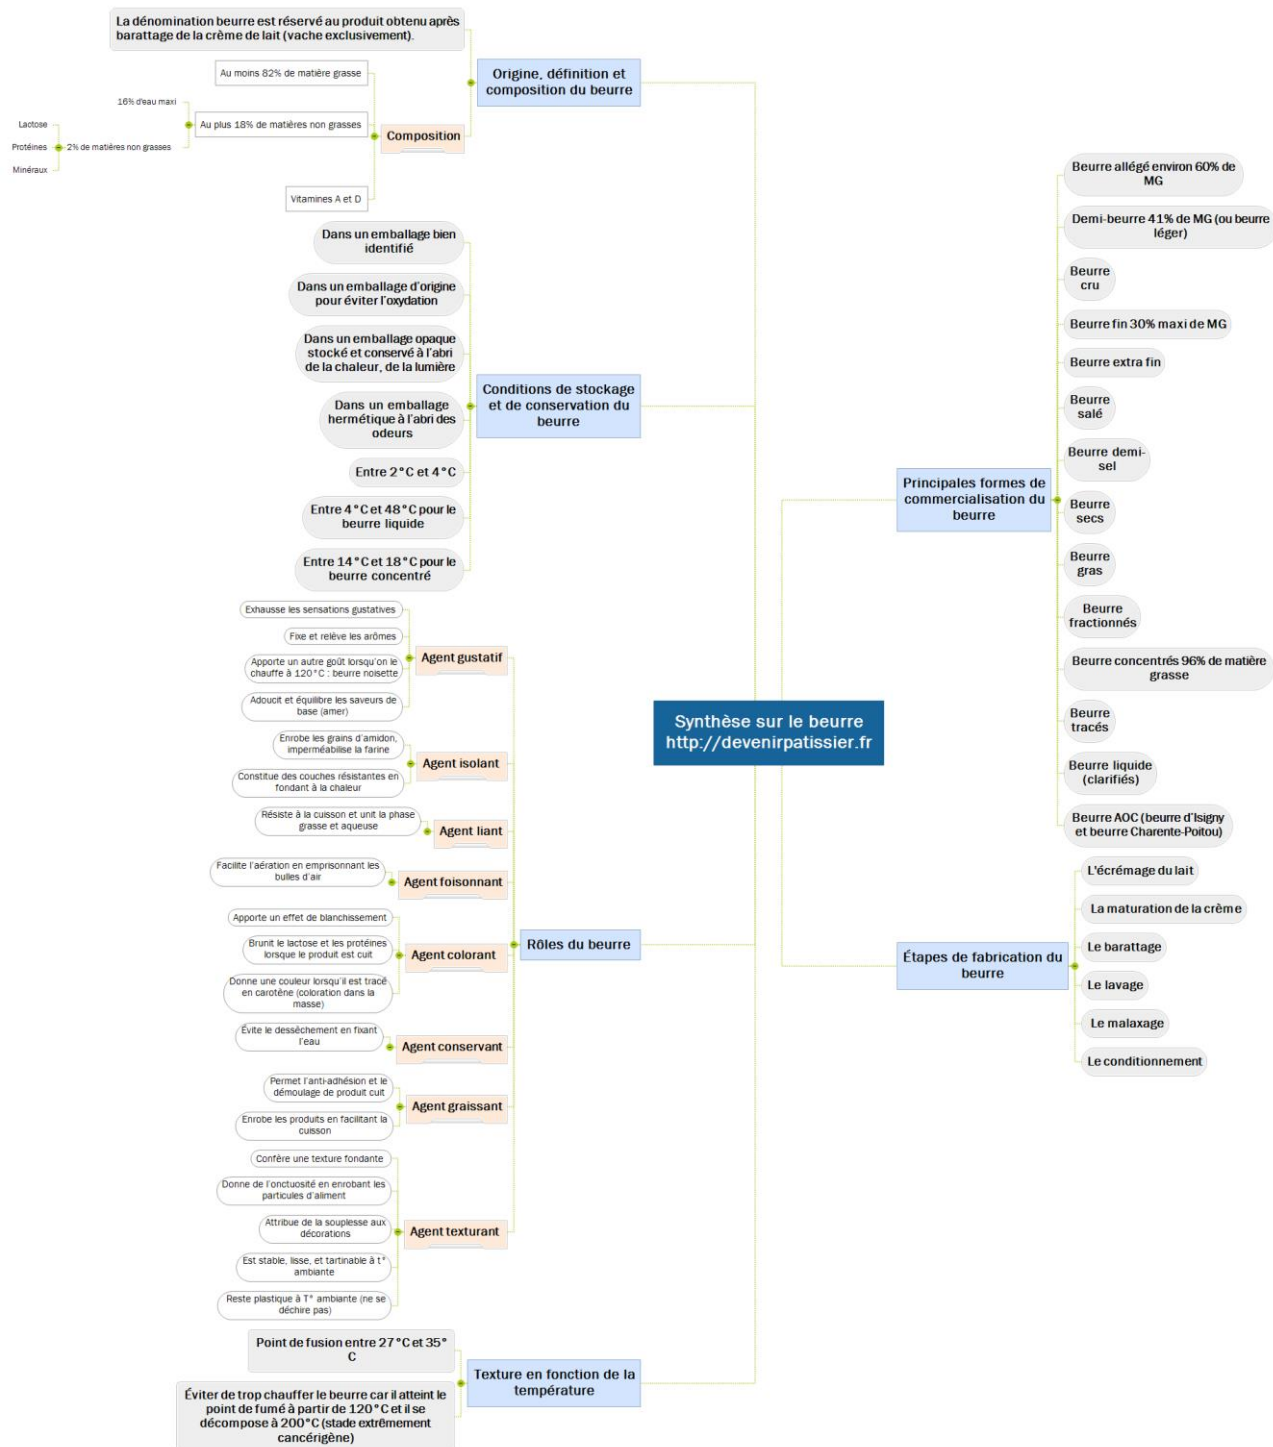 Synthèse sur le beurre
http://devenirpatissier.fr
Origine, définition et
composition du beurre
La dénomination beurre est réservé au produit obtenu après
barattage de la crème de lait (vache exclusivement).
Composition
Au moins 82% de matière grasse
Au plus 18% de matières non grasses
16% d'eau maxi
2% de matières non grasses
Lactose
Protéines
Minéraux
Vitamines A et D
Conditions de stockage
et de conservation du
beurre
Dans un emballage bien
identifié
Dans un emballage d'origine
pour éviter l'oxydation
Dans un emballage opaque
stocké et conservé à l'abri
de la chaleur, de la lumière
Dans un emballage
hermétique à l'abri des
odeurs
Entre 2°C et 4°C
Entre 4°C et 48°C pour le
beurre liquide
Entre 14°C et 18°C pour le
beurre concentré
Rôles du beurre
Agent gustatif
Exhausse les sensations gustatives
Fixe et relève les arômes
Apporte un autre goût lorsqu'on le
chauffe à 120°C : beurre noisette
Adoucit et équilibre les saveurs de
base (amer)
Agent isolant
Enrobe les grains d'amidon,
imperméabilise la farine
Constitue des couches résistantes en
fondant à la chaleur
Agent liant
Résiste à la cuisson et unit la phase
grasse et aqueuse
Agent foisonnant
Facilite l'aération en emprisonnant les
bulles d'air
Agent colorant
Apporte un effet de blanchissement
Brunit le lactose et les protéines
lorsque le produit est cuit
Donne une couleur lorsqu'il est tracé
en carotène (coloration dans la
masse)
Agent conservant
Évite le dessèchement en fixant
l'eau
Agent graissant
Permet l'anti-adhésion et le
démoulage de produit cuit
Enrobe les produits en facilitant la
cuisson
Agent texturant
Confère une texture fondante
Donne de l'onctuosité en enrobant les
particules d'aliment
Attribue de la souplesse aux
décorations
Est stable, lisse, et tartinable à t°
ambiante
Reste plastique à T° ambiante (ne se
déchire pas)
Texture en fonction de la
température
Point de fusion entre 27°C et 35°
C
Éviter de trop chauffer le beurre car il atteint le
point de fumé à partir de 120°C et il se
décompose à 200°C (stade extrêmement
cancérigène)
Principales formes de
commercialisation du
beurre
Beurre allégé environ 60% de
MG
Demi-beurre 41% de MG (ou beurre
léger)
Beurre
cru
Beurre fin 30% maxi de MG
Beurre extra fin
Beurre
salé
Beurre demi-
sel
Beurre
secs
Beurre
gras
Beurre
fractionnés
Beurre concentrés 96% de matière
grasse
Beurre
tracés
Beurre liquide
(clarifiés)
Beurre AOC (beurre d'Isigny
et beurre Charente-Poitou)
Étapes de fabrication du
beurre
L'écrémage du lait
La maturation de la crème
Le barattage
Le lavage
Le malaxage
Le conditionnement